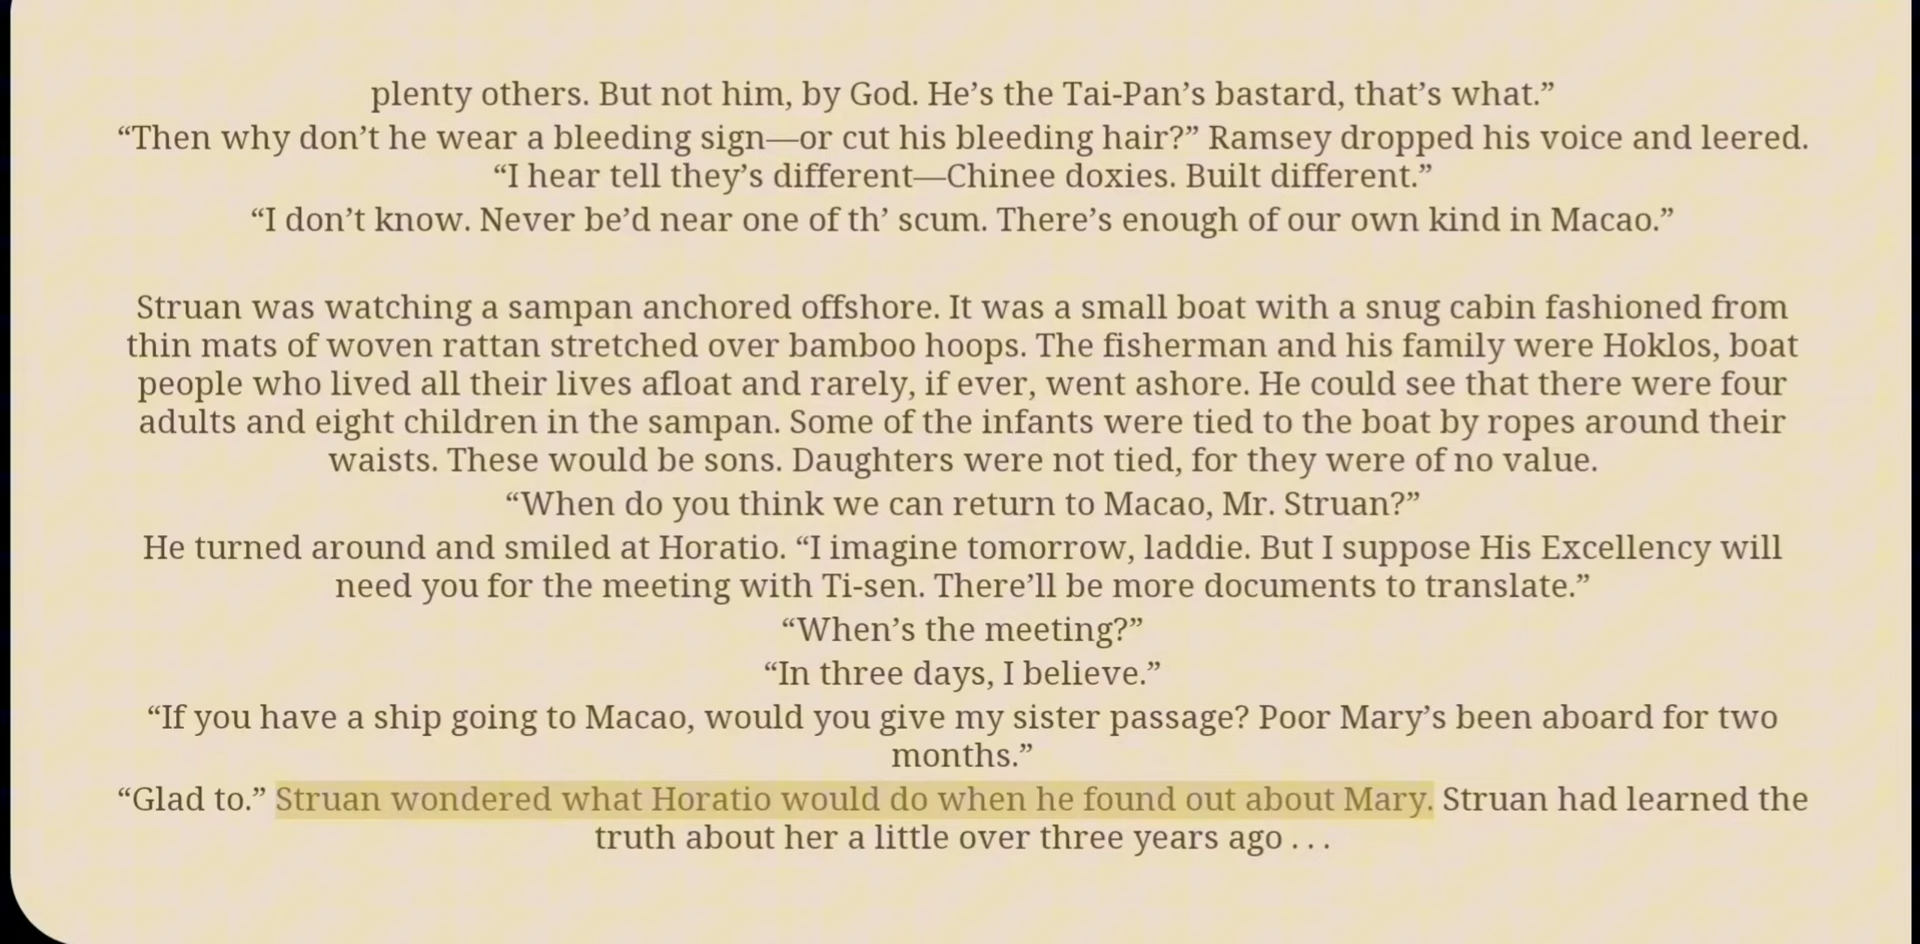 plenty others. But not him, by God. He’s the Tai-Pan’s bastard, that’s what.”
“Then why don’t he wear a bleeding sign—or cut his bleeding hair?” Ramsey dropped his voice and leered.
“I hear tell they’s different—Chinee doxies. Built different.”
“I don’t know. Never be’d near one of th’ scum. There’s enough of our own kind in Macao.”
Struan was watching a sampan anchored offshore. It was a small boat with a snug cabin fashioned from
thin mats of woven rattan stretched over bamboo hoops. The fisherman and his family were Hoklos, boat
people who lived all their lives afloat and rarely, if ever, went ashore. He could see that there were four
adults and eight children in the sampan. Some of the infants were tied to the boat by ropes around their
waists. These would be sons. Daughters were not tied, for they were of no value.
“When do you think we can return to Macao, Mr. Struan?”
He turned around and smiled at Horatio. “I imagine tomorrow, laddie. But I suppose His Excellency will
need you for the meeting with Ti-sen. There’ll be more documents to translate.”
“When’s the meeting?”
“In three days, I believe.”
“If you have a ship going to Macao, would you give my sister passage? Poor Mary’s been aboard for two
months.”
“Glad to.” Struan wondered what Horatio would do when he found out about Mary. Struan had learned the
truth about her a little over three years ago . . .